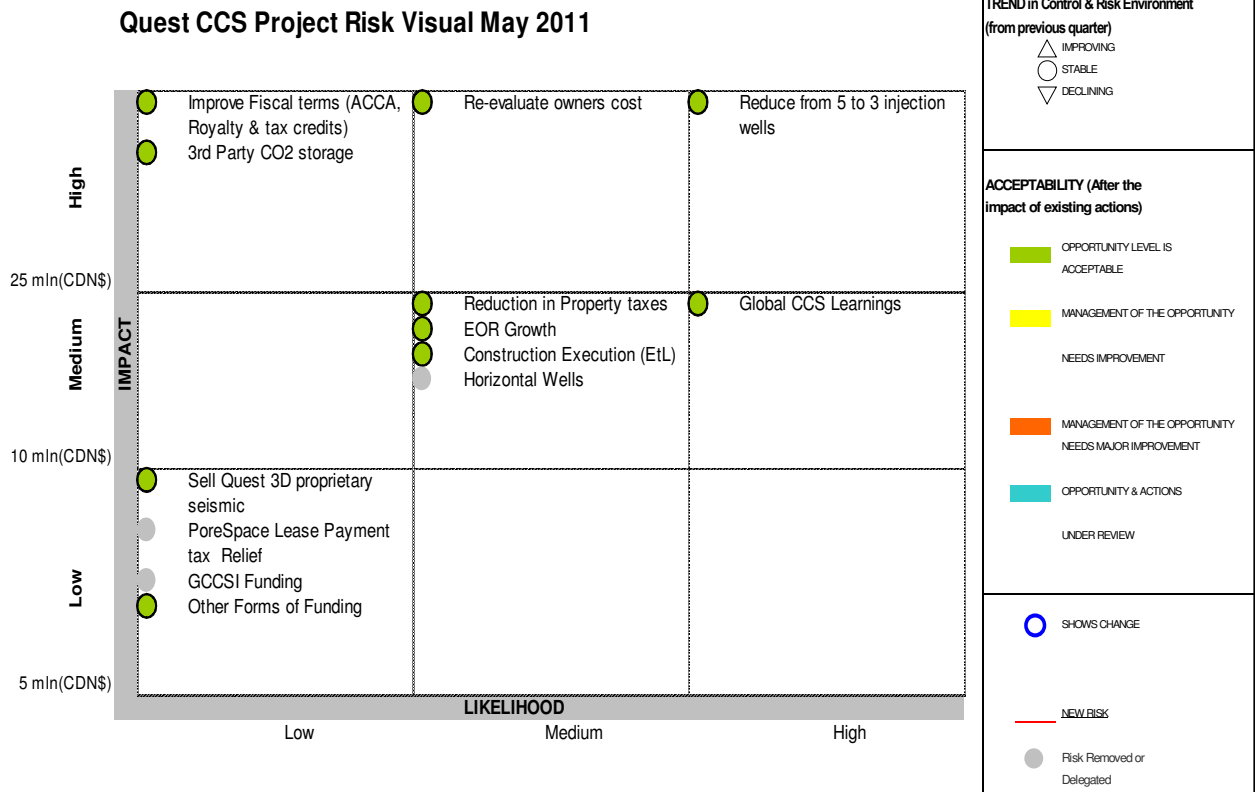 Quest CCS Project Risk Visual May 2011
High
Medium
Low
IMPACT
25 mln(CDN$)
10 mln(CDN$)
5 mln(CDN$)
Improve Fiscal terms (ACCA,
Royalty & tax credits)
3rd Party CO2 storage
Re-evaluate owners cost
Reduce from 5 to 3 injection
wells
Reduction in Property taxes
EOR Growth
Construction Execution (EtL)
Horizontal Wells
Global CCS Learnings
Sell Quest 3D proprietary
seismic
PoreSpace Lease Payment
tax Relief
GCCSI Funding
Other Forms of Funding
LIKELIHOOD
Low
Medium
High
TREND in Control & Risk Environment
(from previous quarter)
IMPROVING
STABLE
DECLINING
ACCEPTABILITY (After the
impact of existing actions)
OPPORTUNITY LEVEL IS
ACCEPTABLE
MANAGEMENT OF THE OPPORTUNITY
NEEDS IMPROVEMENT
MANAGEMENT OF THE OPPORTUNITY
NEEDS MAJOR IMPROVEMENT
OPPORTUNITY & ACTIONS
UNDER REVIEW
SHOWS CHANGE
NEW RISK
Risk Removed or
Delegated